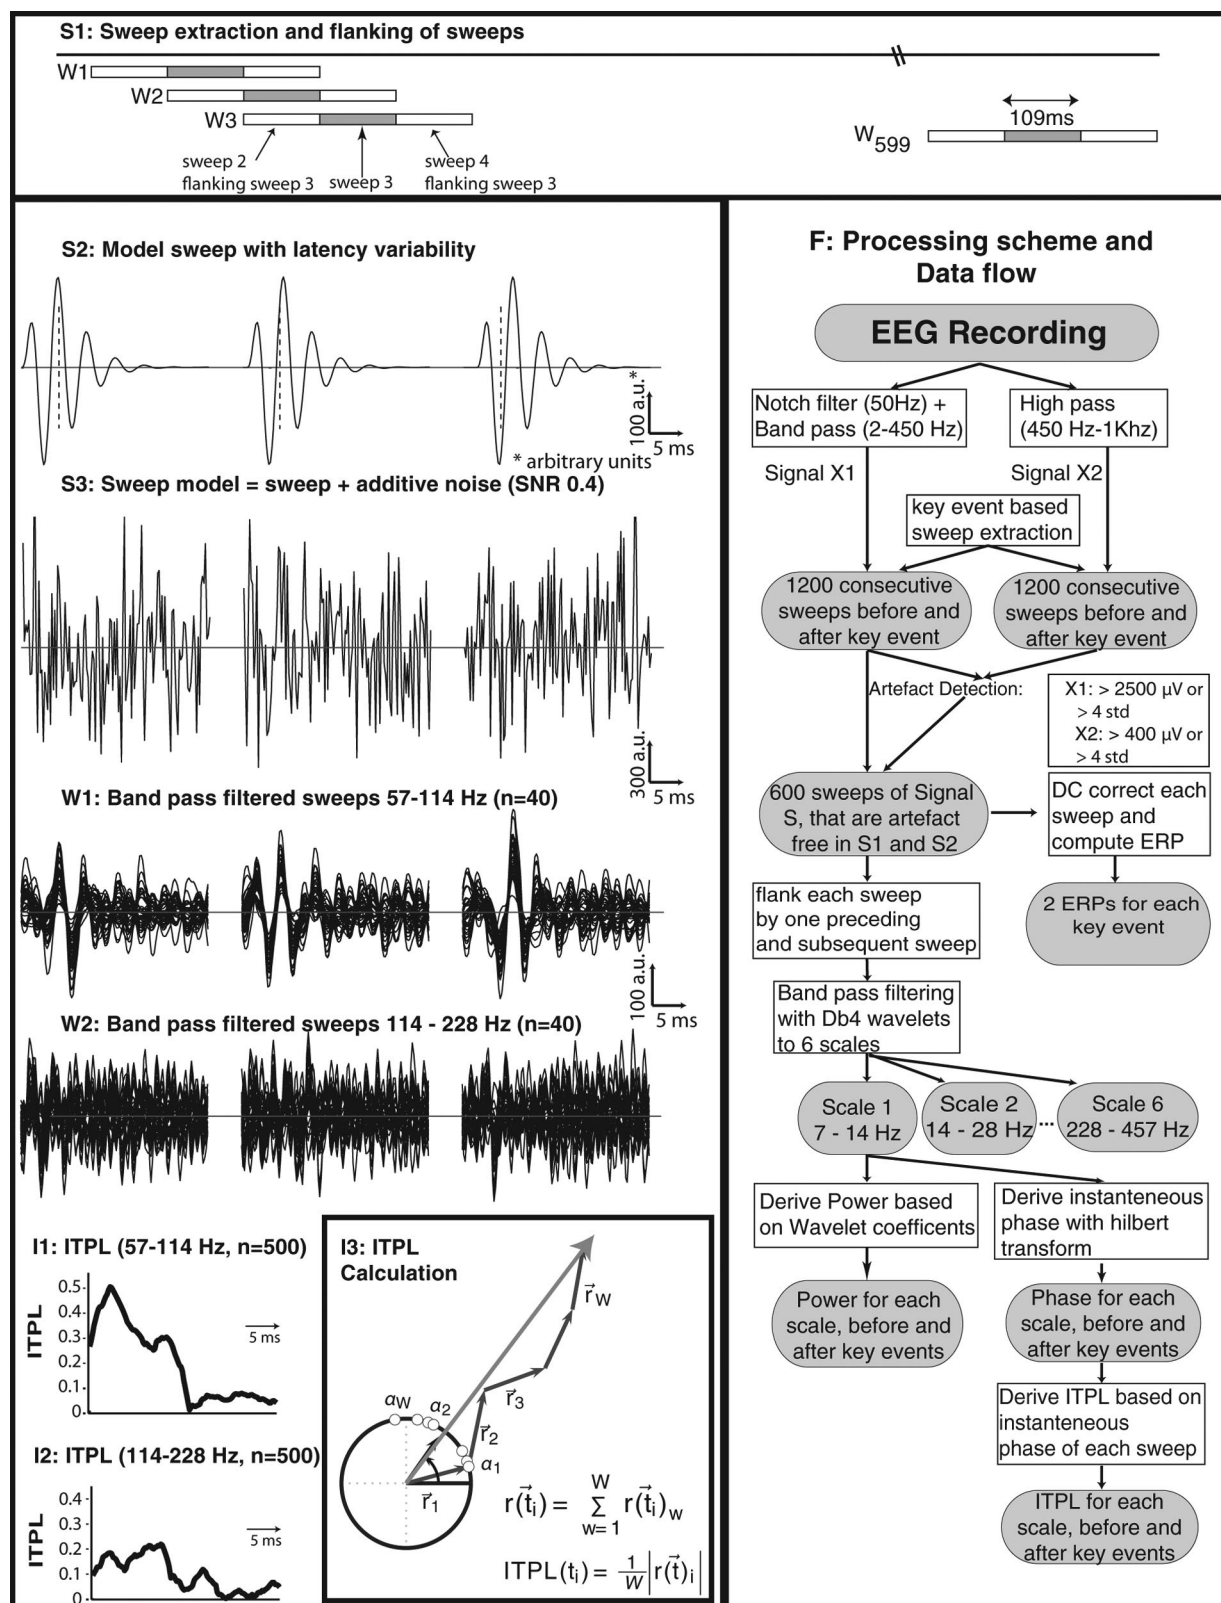 S1: Sweep extraction and flanking of sweeps
W1
W2
W3
sweep 2
flanking sweep 3
sweep 3
sweep 4
flanking sweep 3
109ms
W599
S2: Model sweep with latency variability
100 a.u.*
5 ms
* arbitrary units
S3: Sweep model = sweep + additive noise (SNR 0.4)
300 a.u.
5 ms
W1: Band pass filtered sweeps 57-114 Hz (n=40)
100 a.u.
5 ms
W2: Band pass filtered sweeps 114 - 228 Hz (n=40)
I1: ITPL (57-114 Hz, n=500)
ITPL
0.5
0.4
0.3
0.2
0.1
0
5 ms
I2: ITPL (114-228 Hz, n=500)
ITPL
0.4
0.3
0.2
0.1
0
5 ms
I3: ITPL
Calculation
r⃗W
r⃗3
r⃗2
r⃗1
αW
α2
α1
r(t⃗i) = W∑w=1 r(t⃗i)w
ITPL(ti) = 1/W |r(t⃗)i|
F: Processing scheme and
Data flow
EEG Recording
Notch filter (50Hz) +
Band pass (2-450 Hz)
High pass
(450 Hz-1Khz)
Signal X1
Signal X2
key event based
sweep extraction
1200 consecutive
sweeps before and
after key event
1200 consecutive
sweeps before and
after key event
Artefact Detection:
X1: > 2500 µV or
> 4 std
X2: > 400 µV or
> 4 std
600 sweeps of Signal
S, that are artefact
free in S1 and S2
DC correct each
sweep and
compute ERP
2 ERPs for each
key event
flank each sweep
by one preceding
and subsequent sweep
Band pass filtering
with Db4 wavelets
to 6 scales
Scale 1
7 - 14 Hz
Scale 2
14 - 28 Hz
...
Scale 6
228 - 457 Hz
Derive Power based
on Wavelet coefficents
Derive instanteneous
phase with hilbert
transform
Power for each
scale, before and
after key events
Phase for each
scale, before and
after key events
Derive ITPL based on
instanteneous
phase of each sweep
ITPL for each
scale, before and
after key events